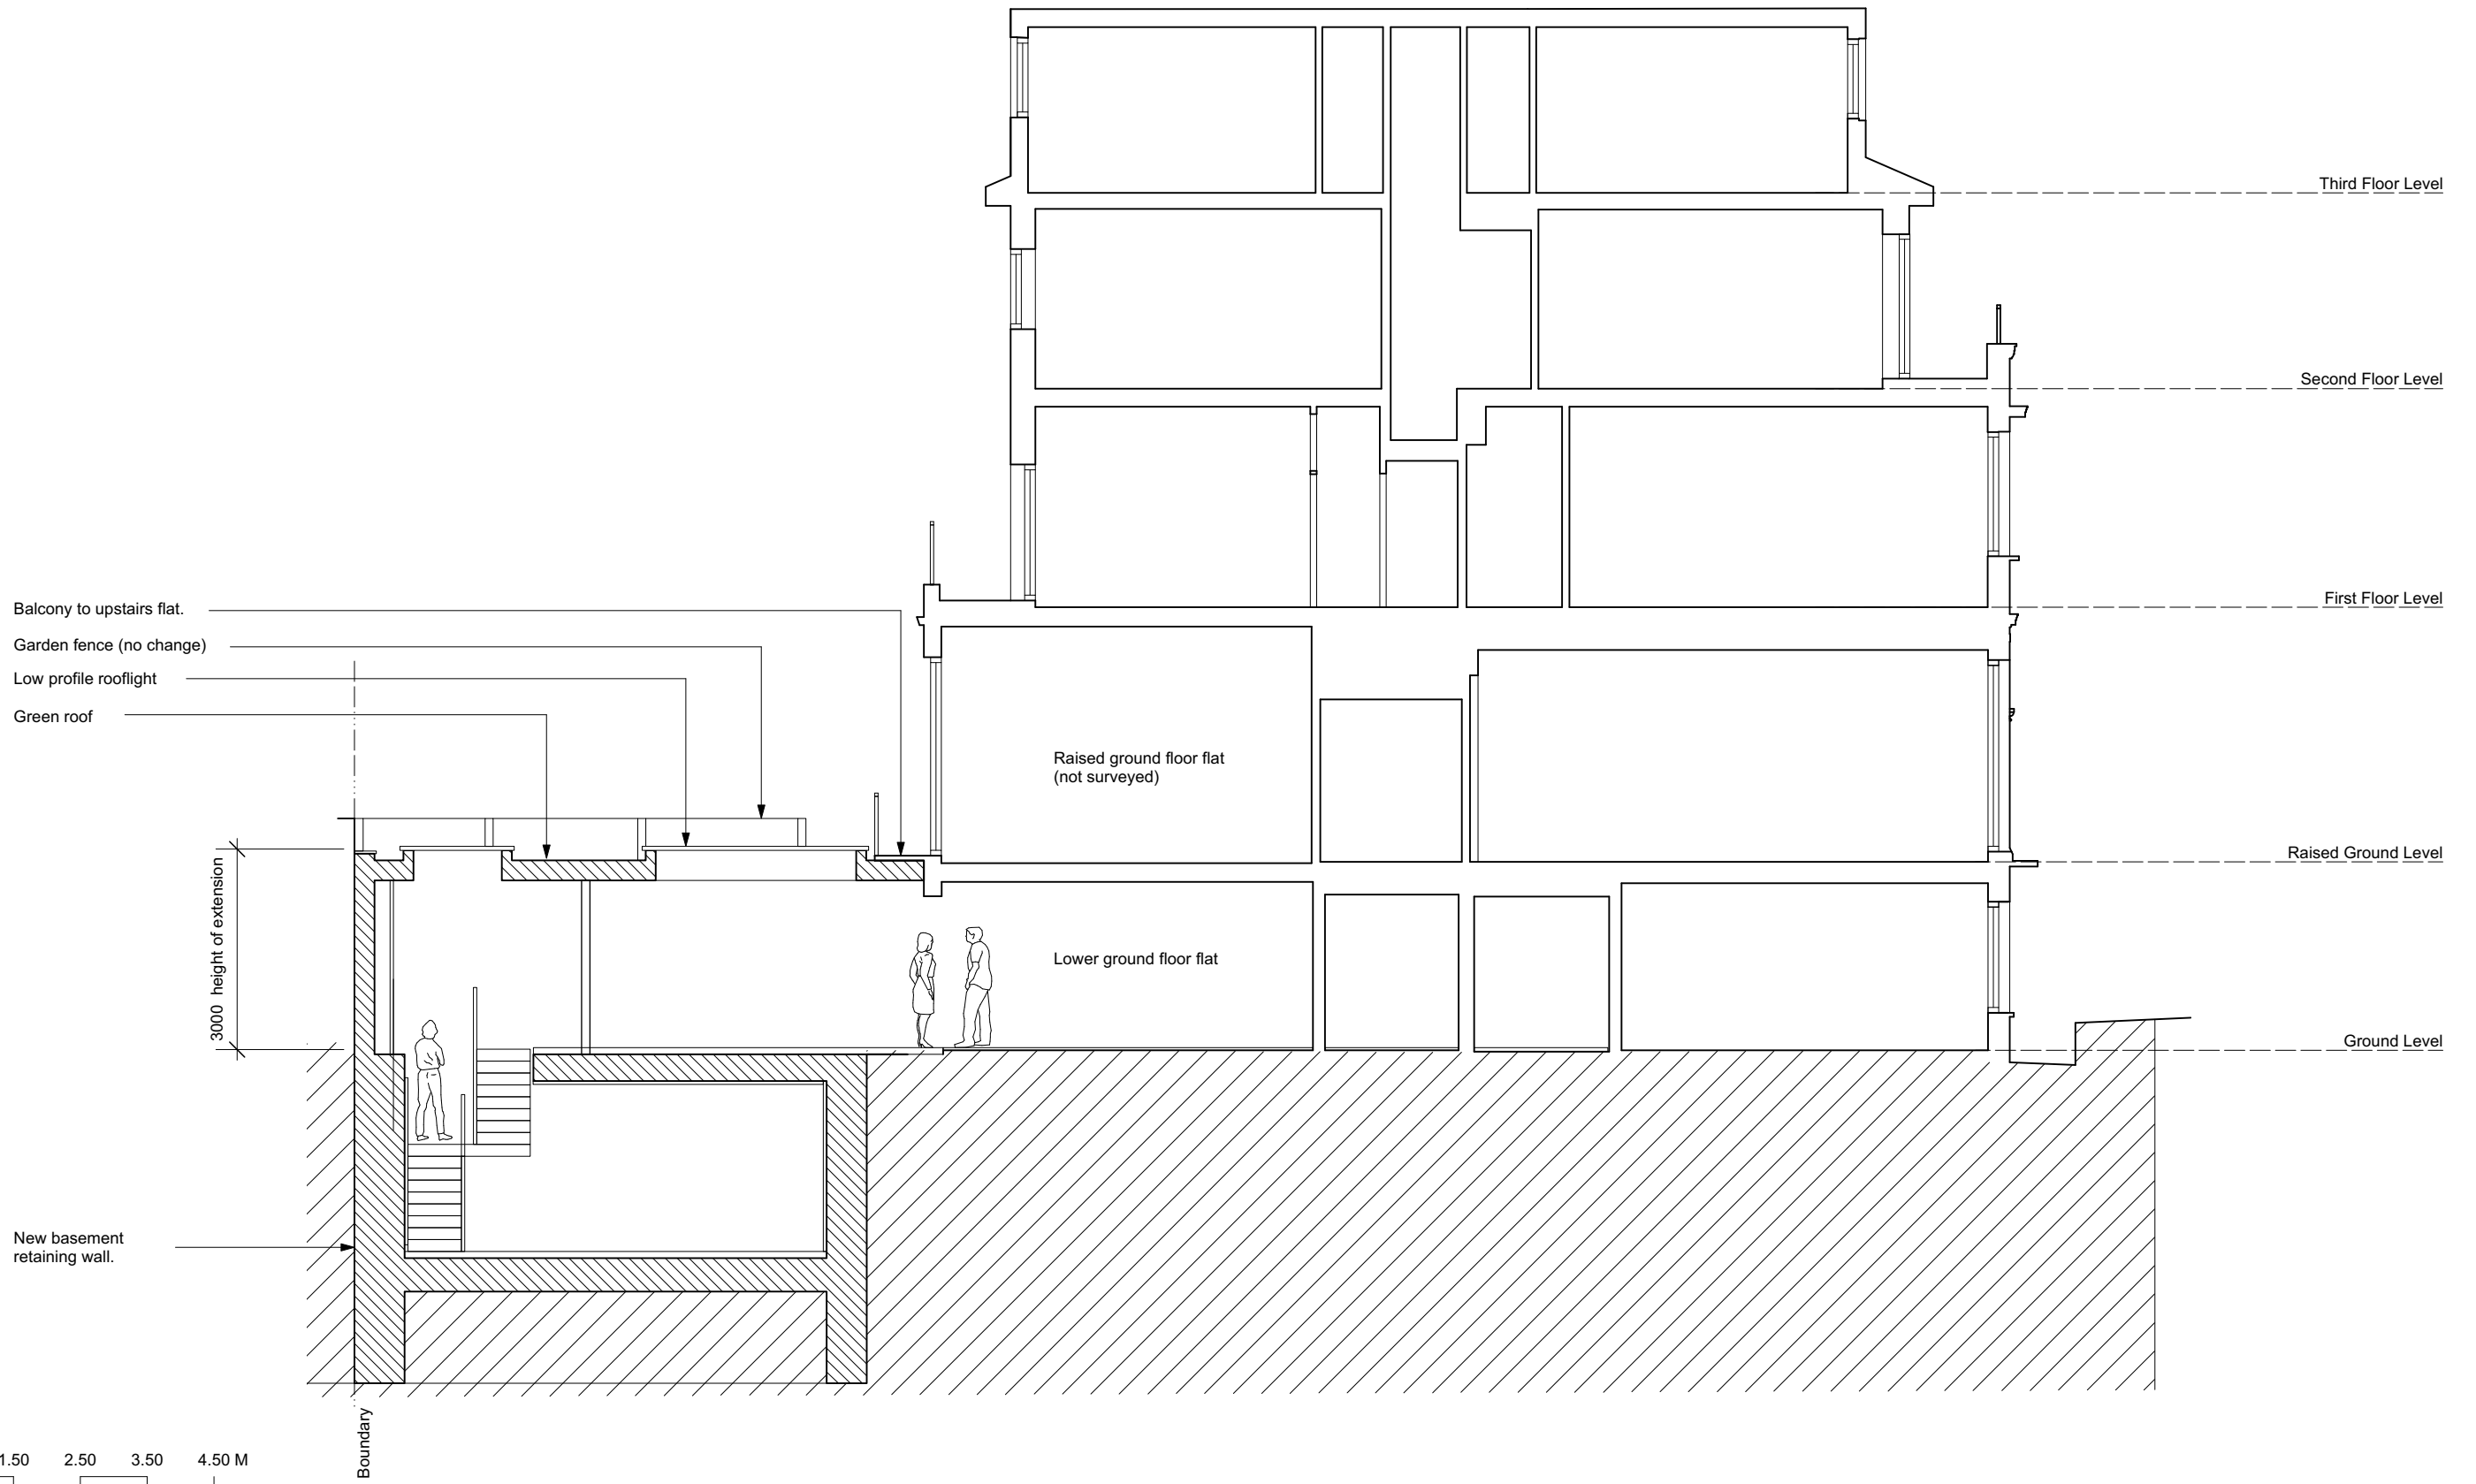 Third Floor Level
Second Floor Level
First Floor Level
Balcony to upstairs flat.
Garden fence (no change)
Low profile rooflight
Green roof
Raised ground floor flat
(not surveyed)
Raised Ground Level
3000 height of extension
Lower ground floor flat
Ground Level
New basement
retaining wall.
Boundary
1.50 2.50 3.50 4.50 M